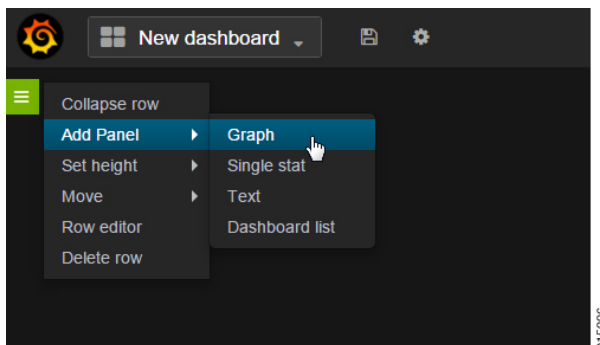 New dashboard
Collapse row
Add Panel
Set height
Move
Row editor
Delete row
Graph
Single stat
Text
Dashboard list